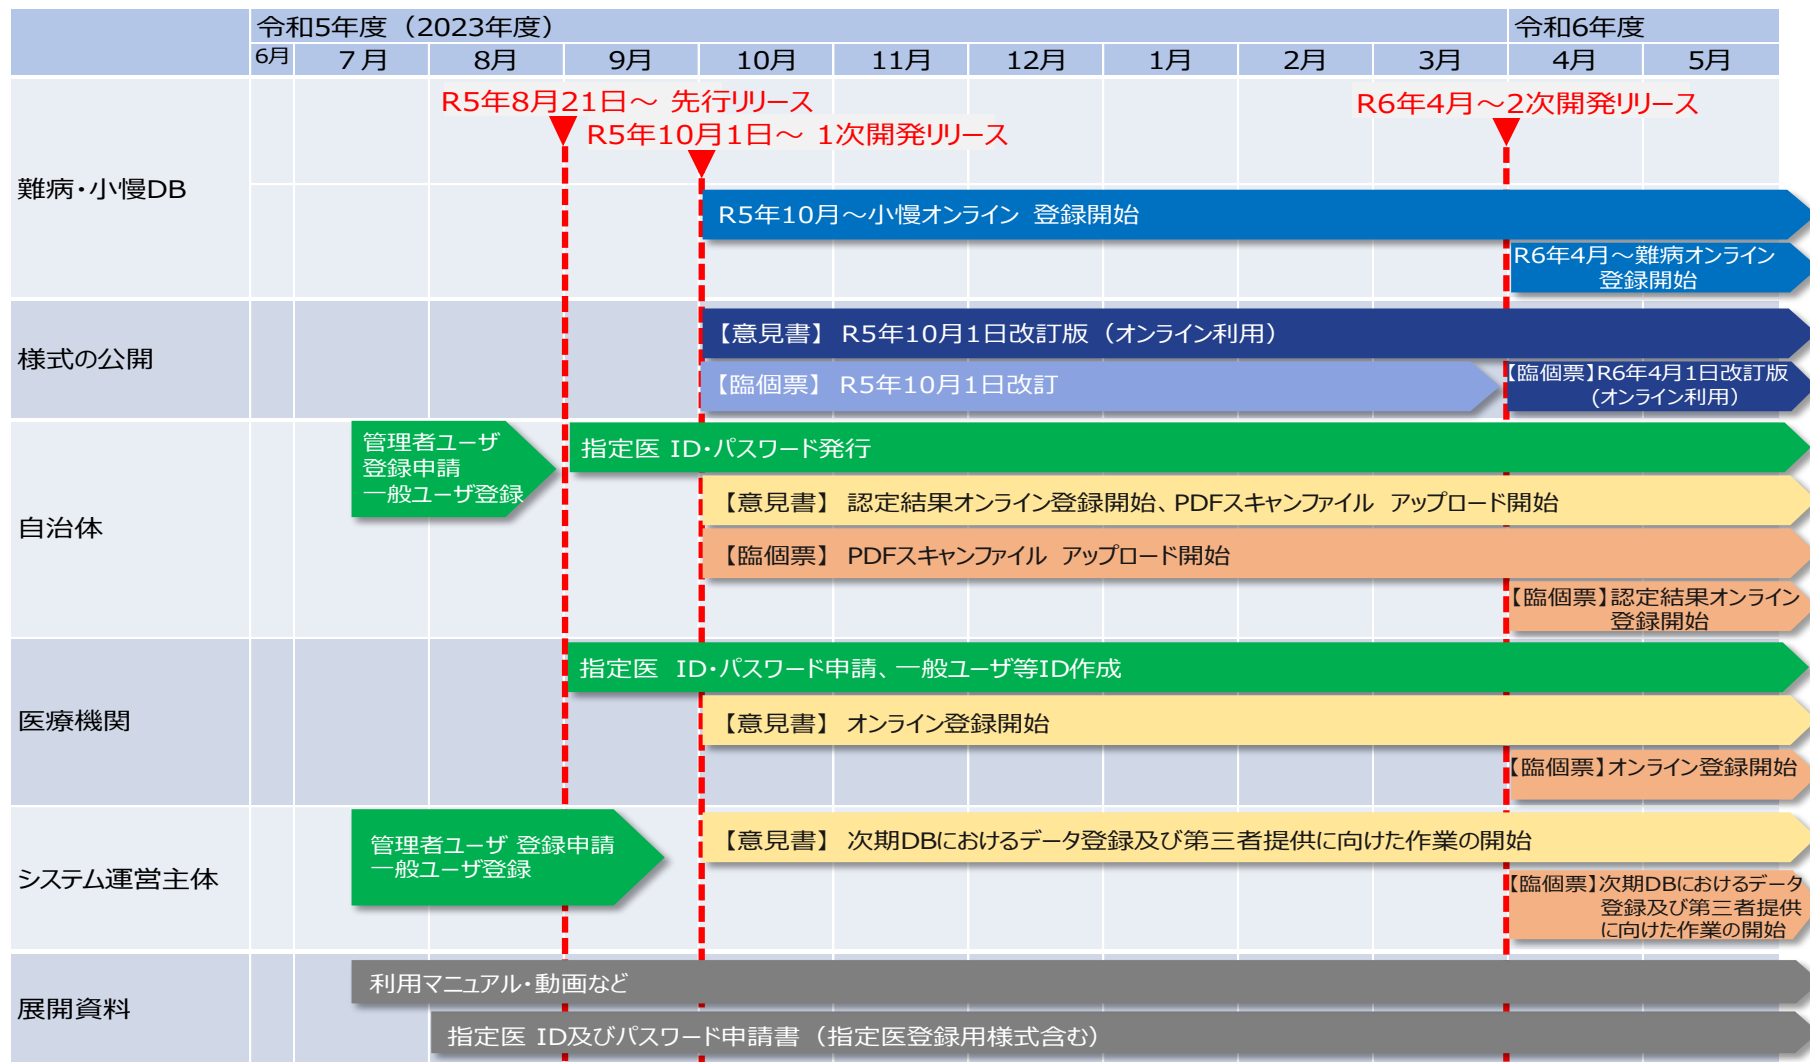 令和5年度（2023年度）
令和6年度
6月 7月 8月 9月 10月 11月 12月 1月 2月 3月 4月 5月
R5年8月21日～ 先行リリース
R6年4月～2次開発リリース
R5年10月1日～ 1次開発リリース
難病・小慢DB
R5年10月～小慢オンライン 登録開始
R6年4月～難病オンライン
登録開始
様式の公開
【意見書】 R5年10月1日改訂版（オンライン利用）
【臨個票】 R5年10月1日改訂
【臨個票】R6年4月1日改訂版
（オンライン利用）
自治体
管理者ユーザ
登録申請
一般ユーザ登録
指定医 ID・パスワード発行
【意見書】 認定結果オンライン登録開始、PDFスキャンファイル アップロード開始
【臨個票】 PDFスキャンファイル アップロード開始
【臨個票】認定結果オンライン
登録開始
医療機関
指定医 ID・パスワード申請、一般ユーザ等ID作成
【意見書】 オンライン登録開始
【臨個票】オンライン登録開始
システム運営主体
管理者ユーザ 登録申請
一般ユーザ登録
【意見書】 次期DBにおけるデータ登録及び第三者提供に向けた作業の開始
【臨個票】次期DBにおけるデータ
登録及び第三者提供
に向けた作業の開始
展開資料
利用マニュアル・動画など
指定医 ID及びパスワード申請書（指定医登録用様式含む）